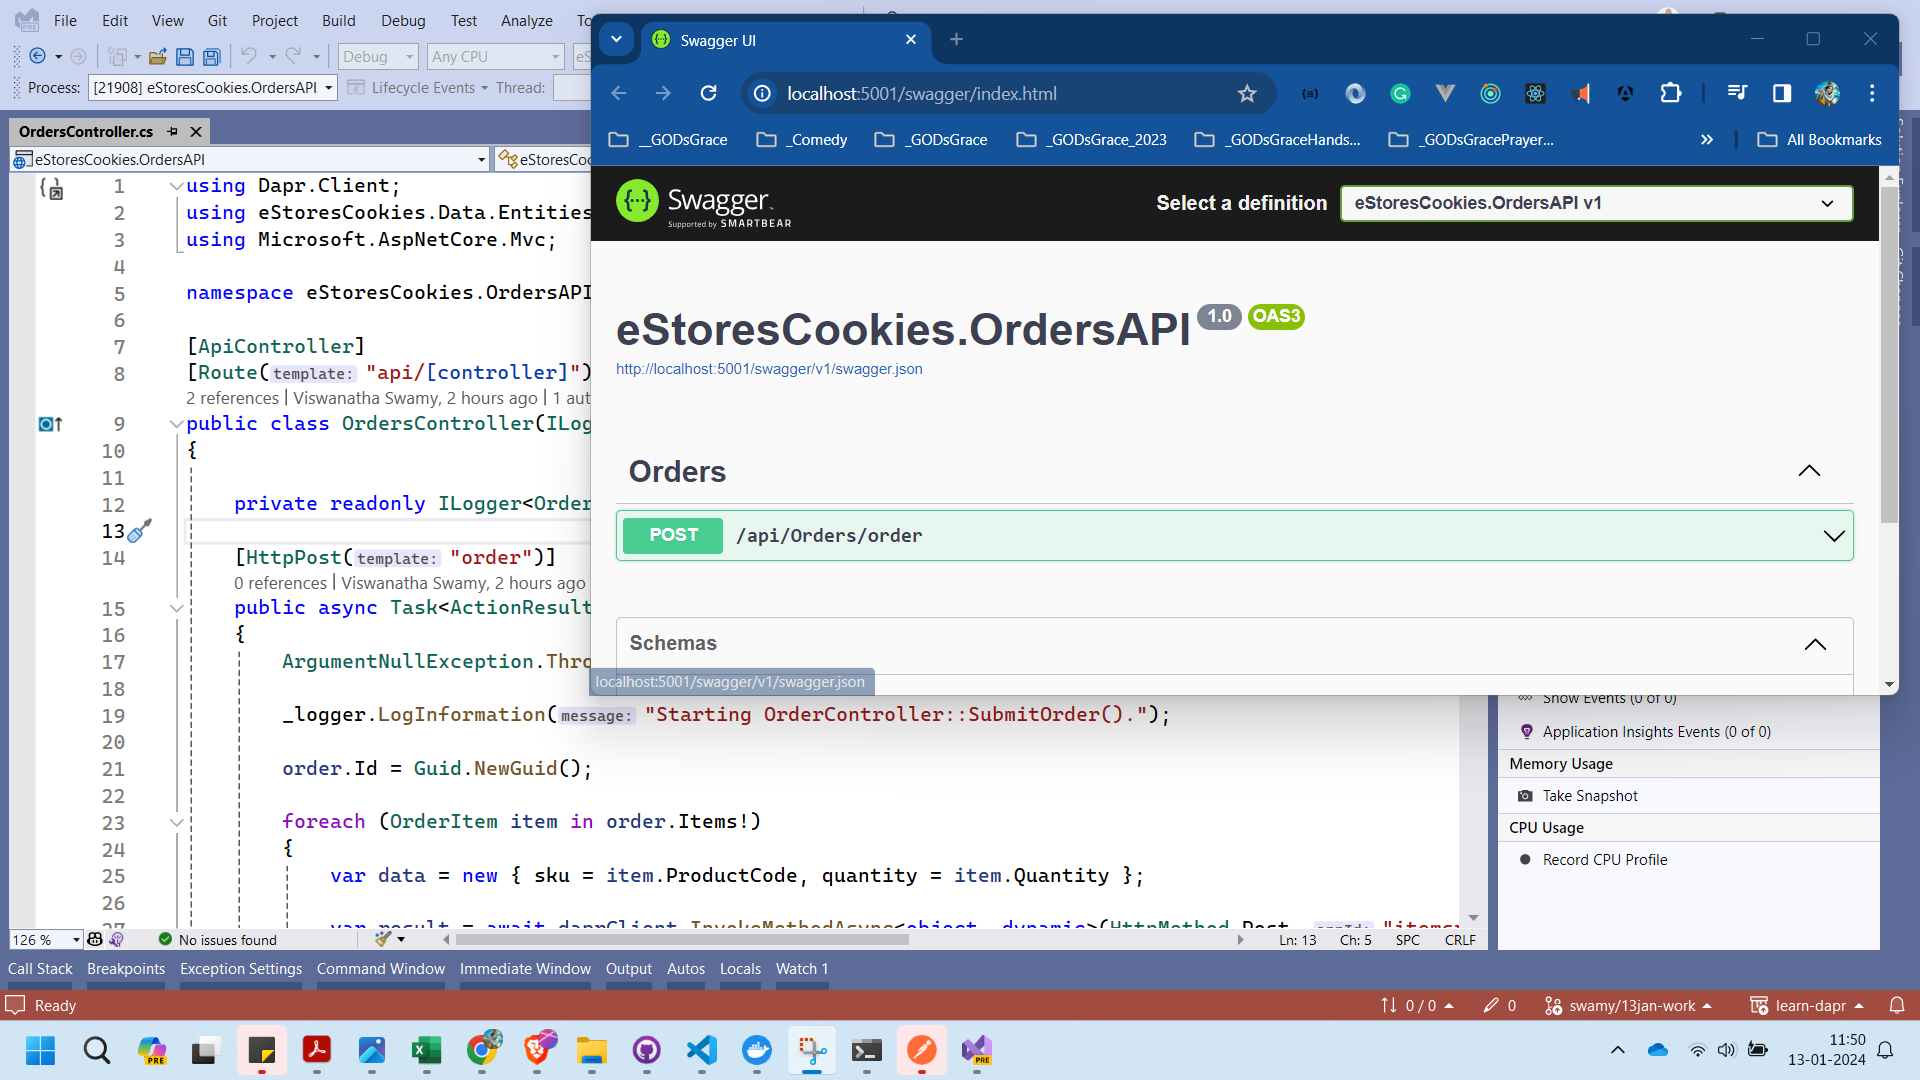 File Edit View Git Project Build Debug Test Analyze
Debug Any CPU
Process: [21908] eStoresCookies.OrdersAPI Lifecycle Events Thread:
OrdersController.cs
eStoresCookies.OrdersAPI
1 using Dapr.Client;
2 using eStoresCookies.Data.Entities
3 using Microsoft.AspNetCore.Mvc;
4
5 namespace eStoresCookies.OrdersAPI
6
7 [ApiController]
8 [Route(template: "api/[controller]")
2 references | Viswanatha Swamy, 2 hours ago | 1 aut
9 public class OrdersController(ILog
10 {
11
12 private readonly ILogger<Order
13
14 [HttpPost(template: "order")]
0 references | Viswanatha Swamy, 2 hours ago
15 public async Task<ActionResult
16 {
17 ArgumentNullException.Thro
18
19 _logger.LogInformation(message: "Starting OrderController::SubmitOrder().");
20
21 order.Id = Guid.NewGuid();
22
23 foreach (OrderItem item in order.Items!)
24 {
25 var data = new { sku = item.ProductCode, quantity = item.Quantity };
26
27 var result = await daprClient.InvokeMethodAsync<object, dynamic>(HttpMethod.Post,
126 % No issues found Ln: 13 Ch: 5 SPC CRLF
Call Stack Breakpoints Exception Settings Command Window Immediate Window Output Autos Locals Watch 1
Ready 0 / 0 0 swamy/13jan-work learn-dapr
Swagger UI
localhost:5001/swagger/index.html
__GODsGrace _Comedy _GODsGrace _GODsGrace_2023 _GODsGraceHands... _GODsGracePrayer... All Bookmarks
Swagger
Supported by SMARTBEAR
Select a definition eStoresCookies.OrdersAPI v1
eStoresCookies.OrdersAPI 1.0 OAS3
http://localhost:5001/swagger/v1/swagger.json
Orders
POST /api/Orders/order
Schemas
localhost:5001/swagger/v1/swagger.json
Show Events (0 of 0)
Application Insights Events (0 of 0)
Memory Usage
Take Snapshot
CPU Usage
Record CPU Profile
PRE
PRE
11:50
13-01-2024